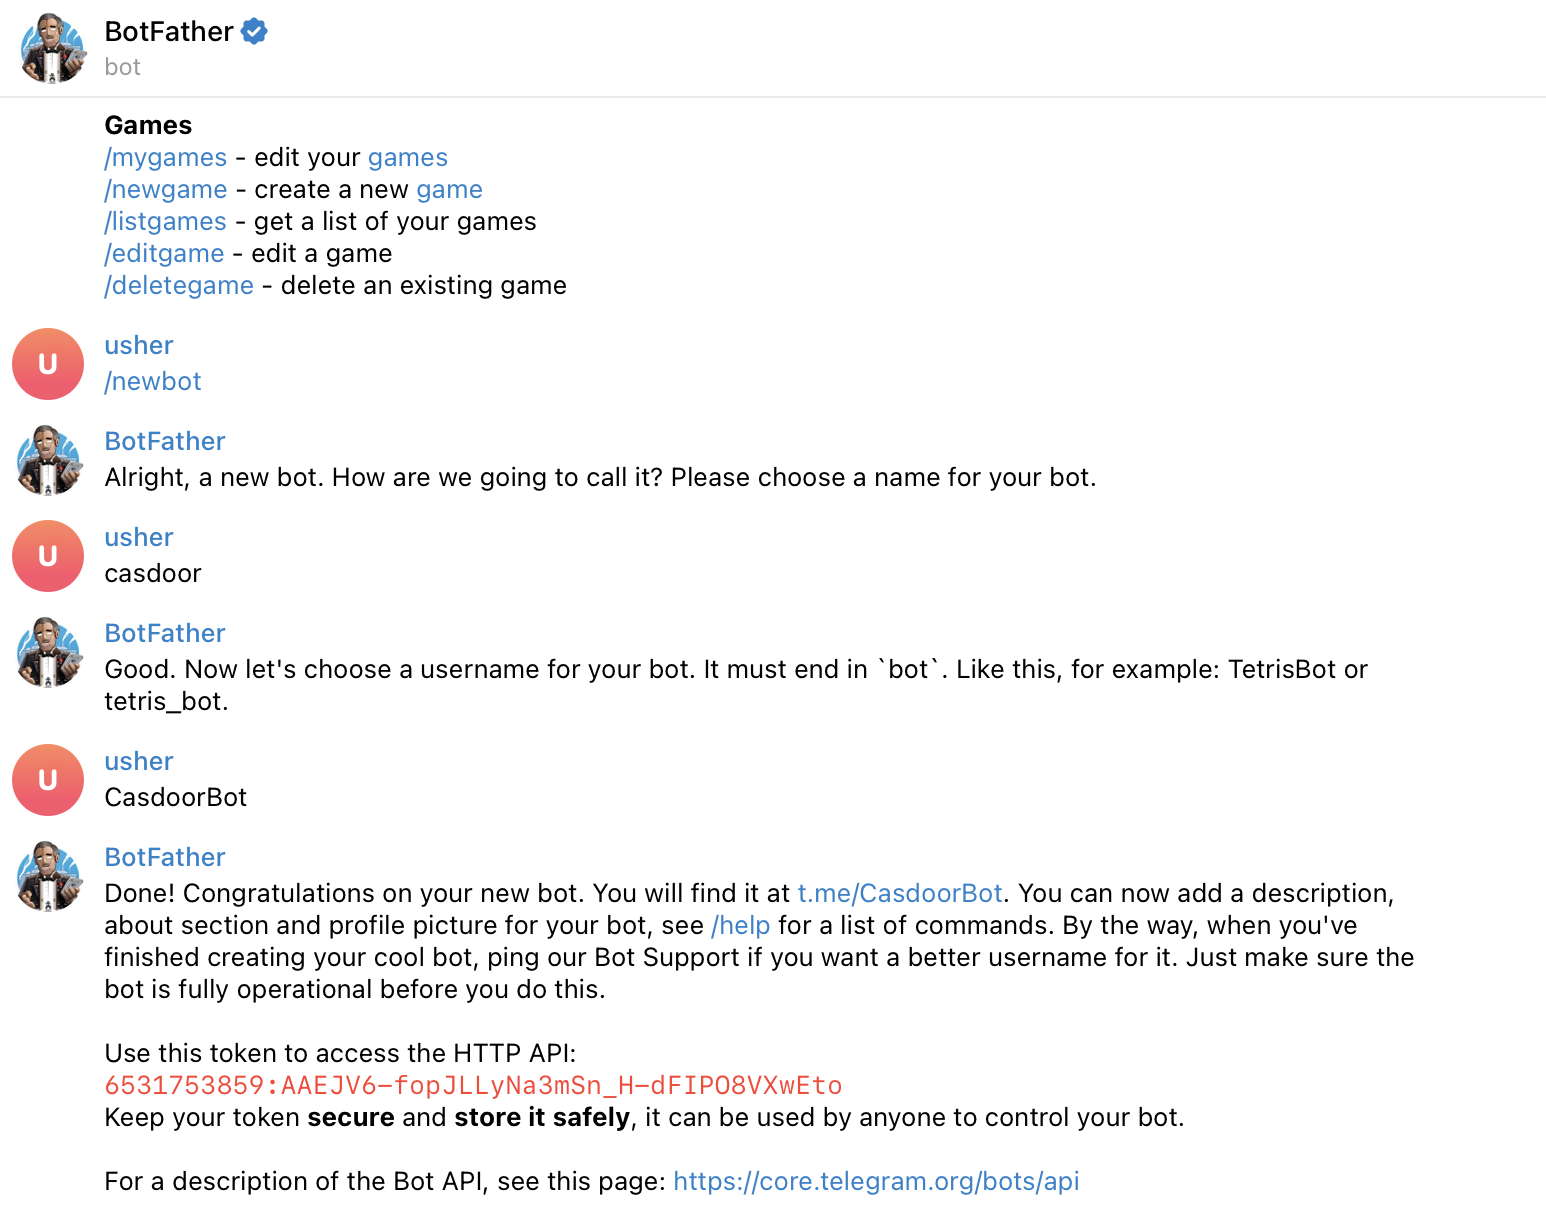 BotFather
bot
Games
/mygames - edit your games
/newgame - create a new game
/listgames - get a list of your games
/editgame - edit a game
/deletegame - delete an existing game
U
usher
/newbot
BotFather
Alright, a new bot. How are we going to call it? Please choose a name for your bot.
U
usher
casdoor
BotFather
Good. Now let's choose a username for your bot. It must end in `bot`. Like this, for example: TetrisBot or
tetris_bot.
U
usher
CasdoorBot
BotFather
Done! Congratulations on your new bot. You will find it at t.me/CasdoorBot. You can now add a description,
about section and profile picture for your bot, see /help for a list of commands. By the way, when you've
finished creating your cool bot, ping our Bot Support if you want a better username for it. Just make sure the
bot is fully operational before you do this.
Use this token to access the HTTP API:
6531753859:AAEJV6-fopJLLyNa3mSn_H-dFIPO8VXwEto
Keep your token secure and store it safely, it can be used by anyone to control your bot.
For a description of the Bot API, see this page: https://core.telegram.org/bots/api